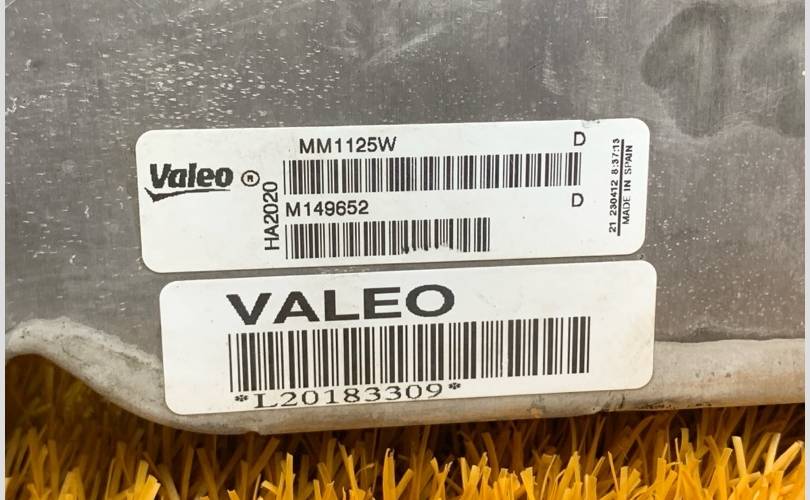 Valeo ®
HA2020
MM1125W D
M149652 D
21 230412 8:37:13
MADE IN SPAIN
VALEO
*L20183309*